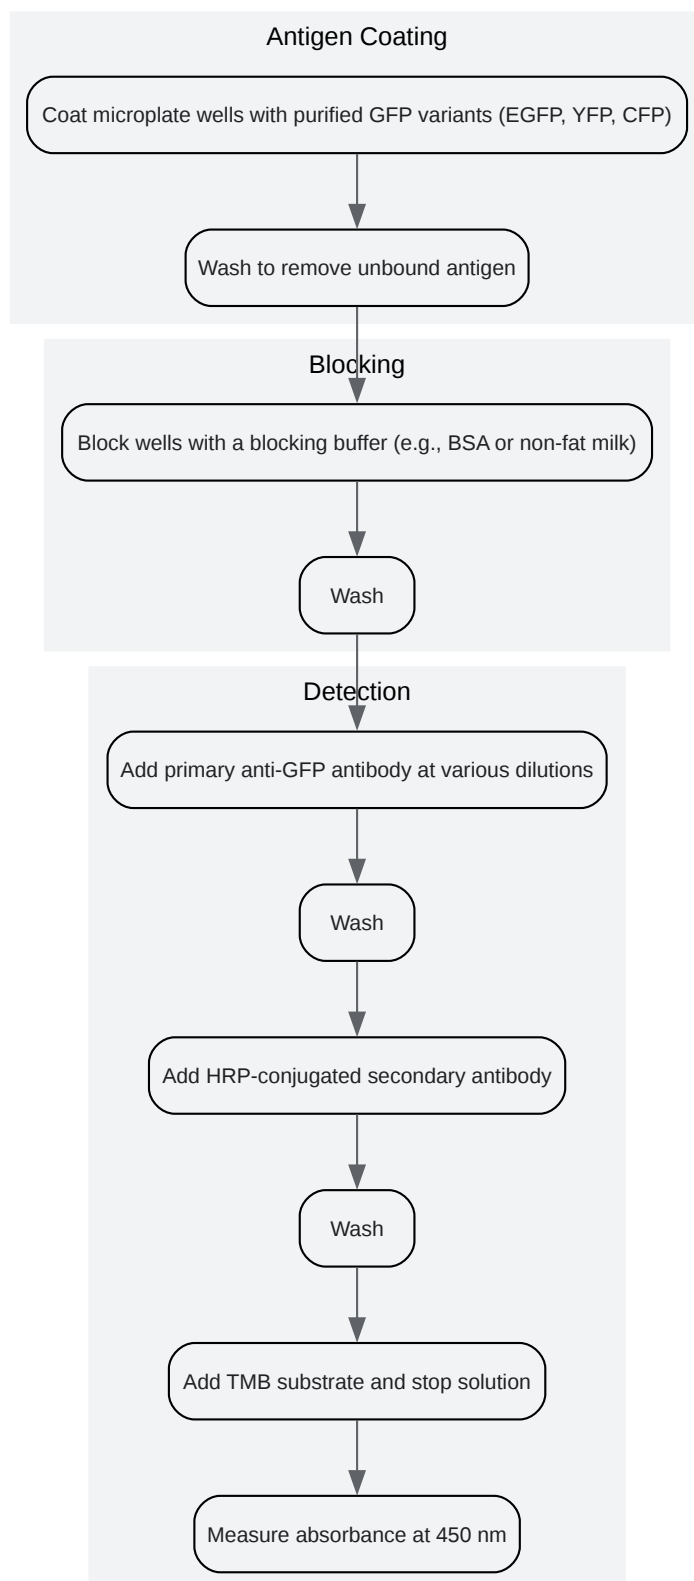 Antigen Coating
Coat microplate wells with purified GFP variants (EGFP, YFP, CFP)
Wash to remove unbound antigen
Blocking
Block wells with a blocking buffer (e.g., BSA or non-fat milk)
Wash
Detection
Add primary anti-GFP antibody at various dilutions
Wash
Add HRP-conjugated secondary antibody
Wash
Add TMB substrate and stop solution
Measure absorbance at 450 nm